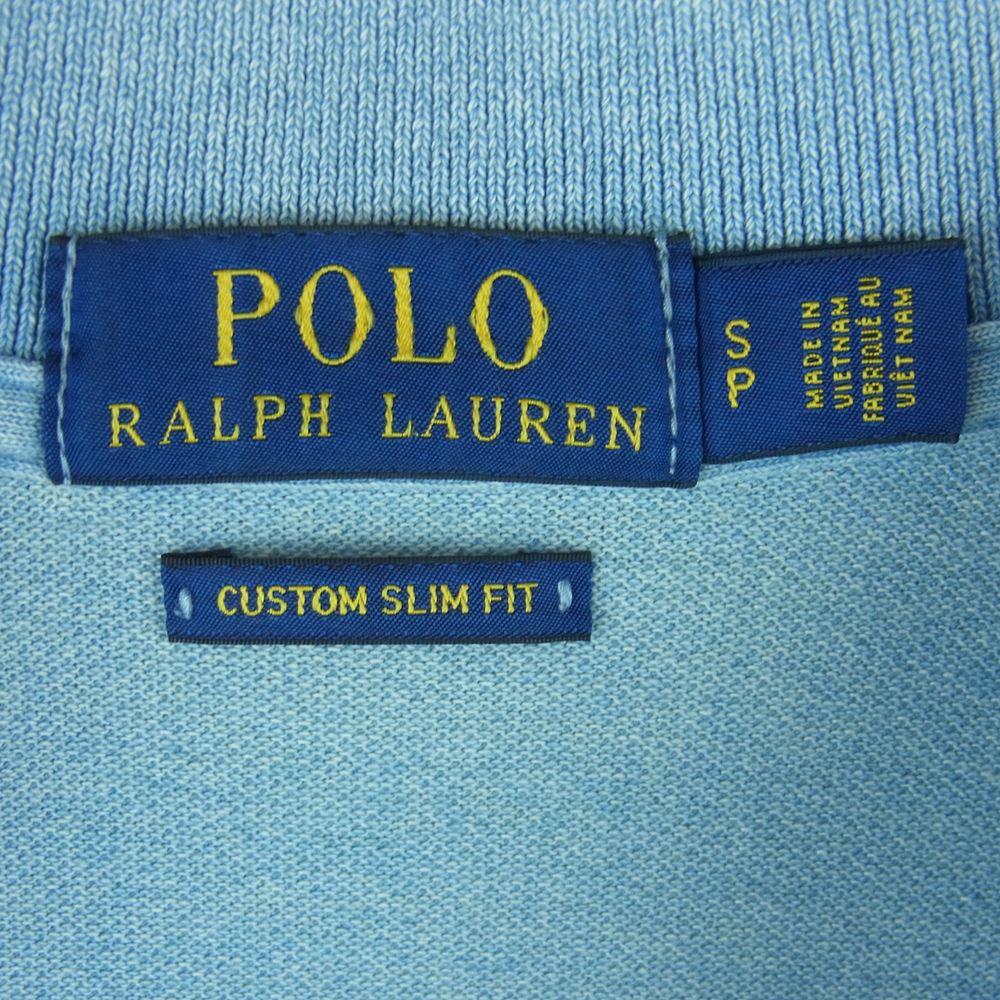 POLO
RALPH LAUREN
S
P
MADE IN
VIETNAM
FABRIQUÉ AU
VIÊT NAM
CUSTOM SLIM FIT